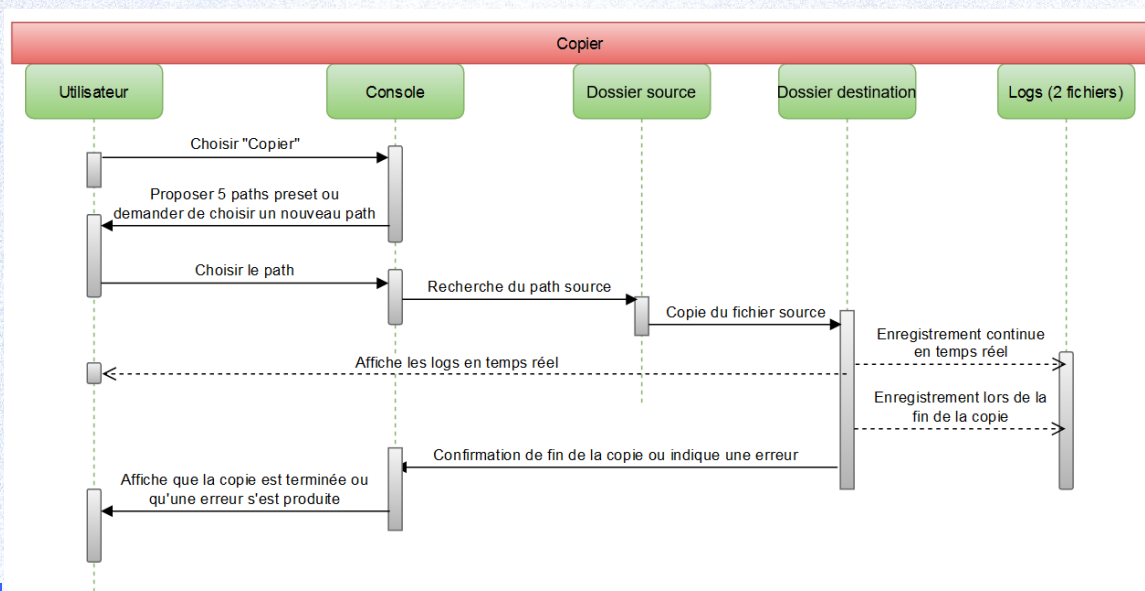 Copier
Utilisateur
Console
Dossier source
Dossier destination
Logs (2 fichiers)
Choisir "Copier"
Proposer 5 paths preset ou
demander de choisir un nouveau path
Choisir le path
Recherche du path source
Copie du fichier source
Enregistrement continue
en temps réel
Affiche les logs en temps réel
Enregistrement lors de la
fin de la copie
Confirmation de fin de la copie ou indique une erreur
Affiche que la copie est terminée ou
qu'une erreur s'est produite